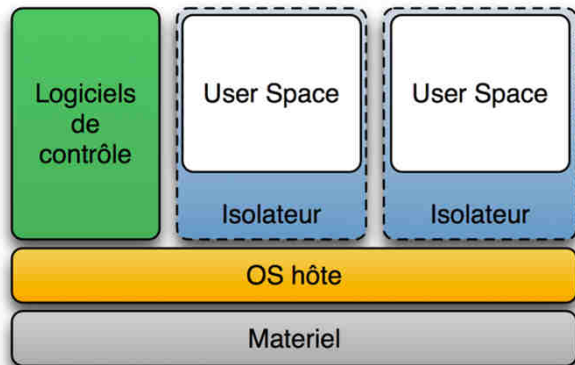 Logiciels
de
contrôle
User Space
User Space
Isolateur
Isolateur
OS hôte
Materiel